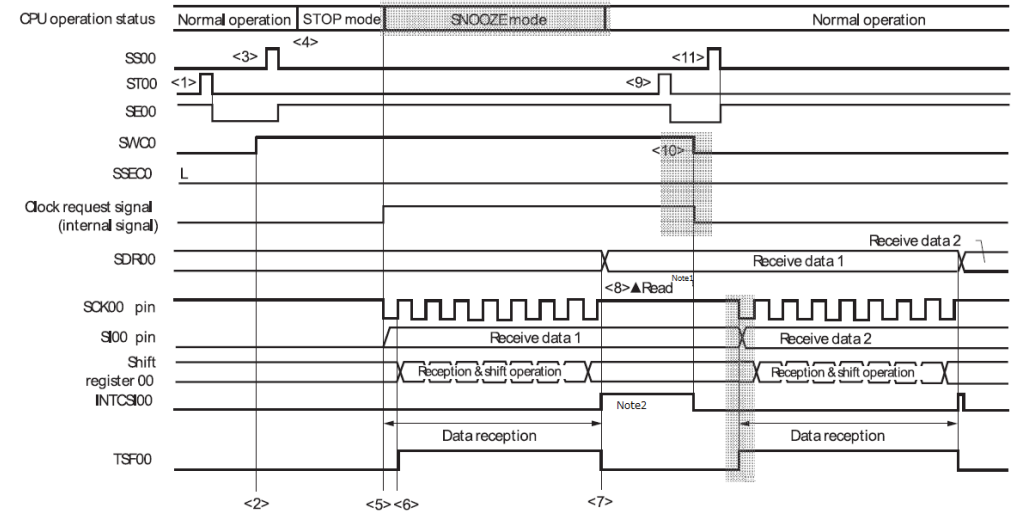 CPU operation status
Normal operation
STOP mode
SNOOZE mode
Normal operation
<4>
SS00
<3>
<11>
ST00
<1>
<9>
SE00
SWC0
<10>
SSEC0
L
Clock request signal
(internal signal)
SDR00
Receive data 1
Receive data 2
<8>▲Read Note1
SCK00 pin
SI00 pin
Receive data 1
Receive data 2
Shift
register 00
Reception & shift operation
Reception & shift operation
INTCSI00
Note2
Data reception
Data reception
TSF00
<2>
<5><6>
<7>